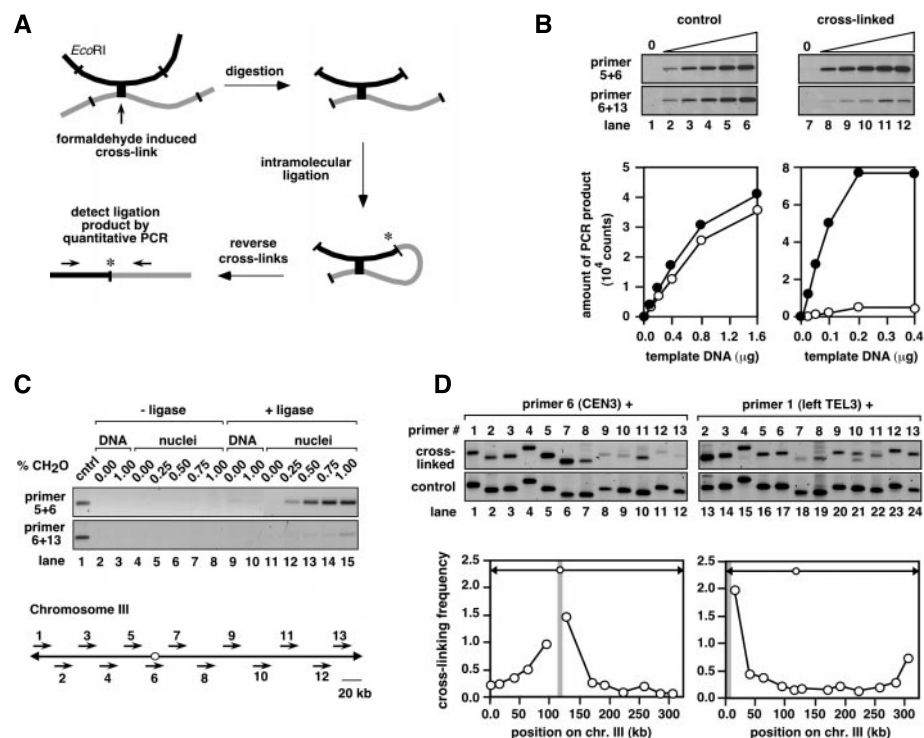 A
EcoRI
digestion
formaldehyde induced
cross-link
intramolecular
ligation
detect ligation
product by
quantitative PCR
*
*
reverse
cross-links
B
control
cross-linked
0
0
primer
5+6
primer
6+13
lane 1 2 3 4 5 6
7 8 9 10 11 12
amount of PCR product
(10⁴ counts)
5
4
3
2
1
0
0.0 0.4 0.8 1.2 1.6
template DNA (µg)
8
6
4
2
0
0.0 0.1 0.2 0.3 0.4
template DNA (µg)
C
- ligase
+ ligase
DNA nuclei DNA nuclei
% CH2O cntrl 0.00 1.00 0.00 0.25 0.50 0.75 1.00 0.00 1.00 0.00 0.25 0.50 0.75 1.00
primer
5+6
primer
6+13
lane 1 2 3 4 5 6 7 8 9 10 11 12 13 14 15
Chromosome III
1 3 5 7 9 11 13
2 4 6 8 10 12
20 kb
D
primer 6 (CEN3) +
primer 1 (left TEL3) +
primer # 1 2 3 4 5 7 8 9 10 11 12 13
2 3 4 5 6 7 8 9 10 11 12 13
cross-
linked
control
lane 1 2 3 4 5 6 7 8 9 10 11 12
13 14 15 16 17 18 19 20 21 22 23 24
cross-linking frequency
2.5
2.0
1.5
1.0
0.5
0.0
0.0 50 100 150 200 250 300
position on chr. III (kb)
2.5
2.0
1.5
1.0
0.5
0.0
0.0 50 100 150 200 250 300
position on chr. III (kb)